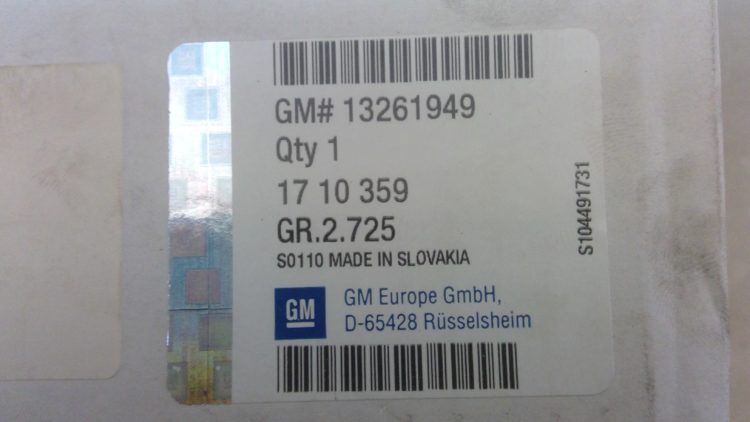 GM# 13261949
Qty 1
17 10 359
GR.2.725
S0110 MADE IN SLOVAKIA
GM
GM Europe GmbH,
D-65428 Rüsselsheim
S104491731